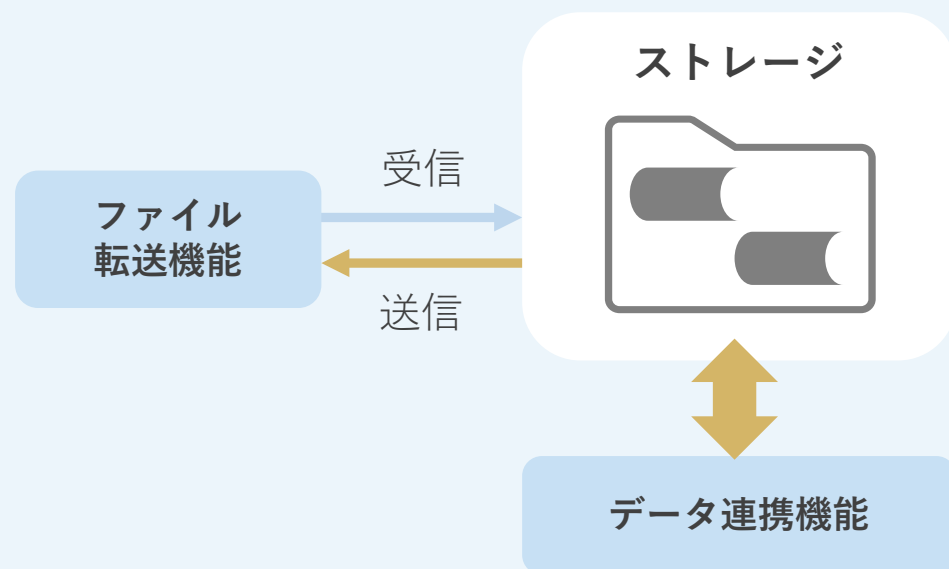 ストレージ
受信
ファイル
転送機能
送信
データ連携機能